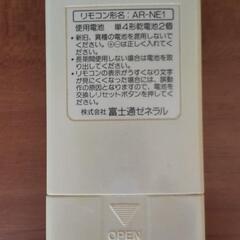 リモコン形名：AR-NE1
使用電池　単4形乾電池2個
• 新旧、異種の電池を混用しないで
ください。⊕⊖は正しく入れてく
ださい。
• 長期間使用しない場合は電池を取
り出してください。
• リモコンの表示がうすくなり文字が
見にくくなった場合などには、誤動
作の原因となりますので、電池を
交換しリセットボタンを押してく
ださい。
株式会社 富士通ゼネラル
OPEN